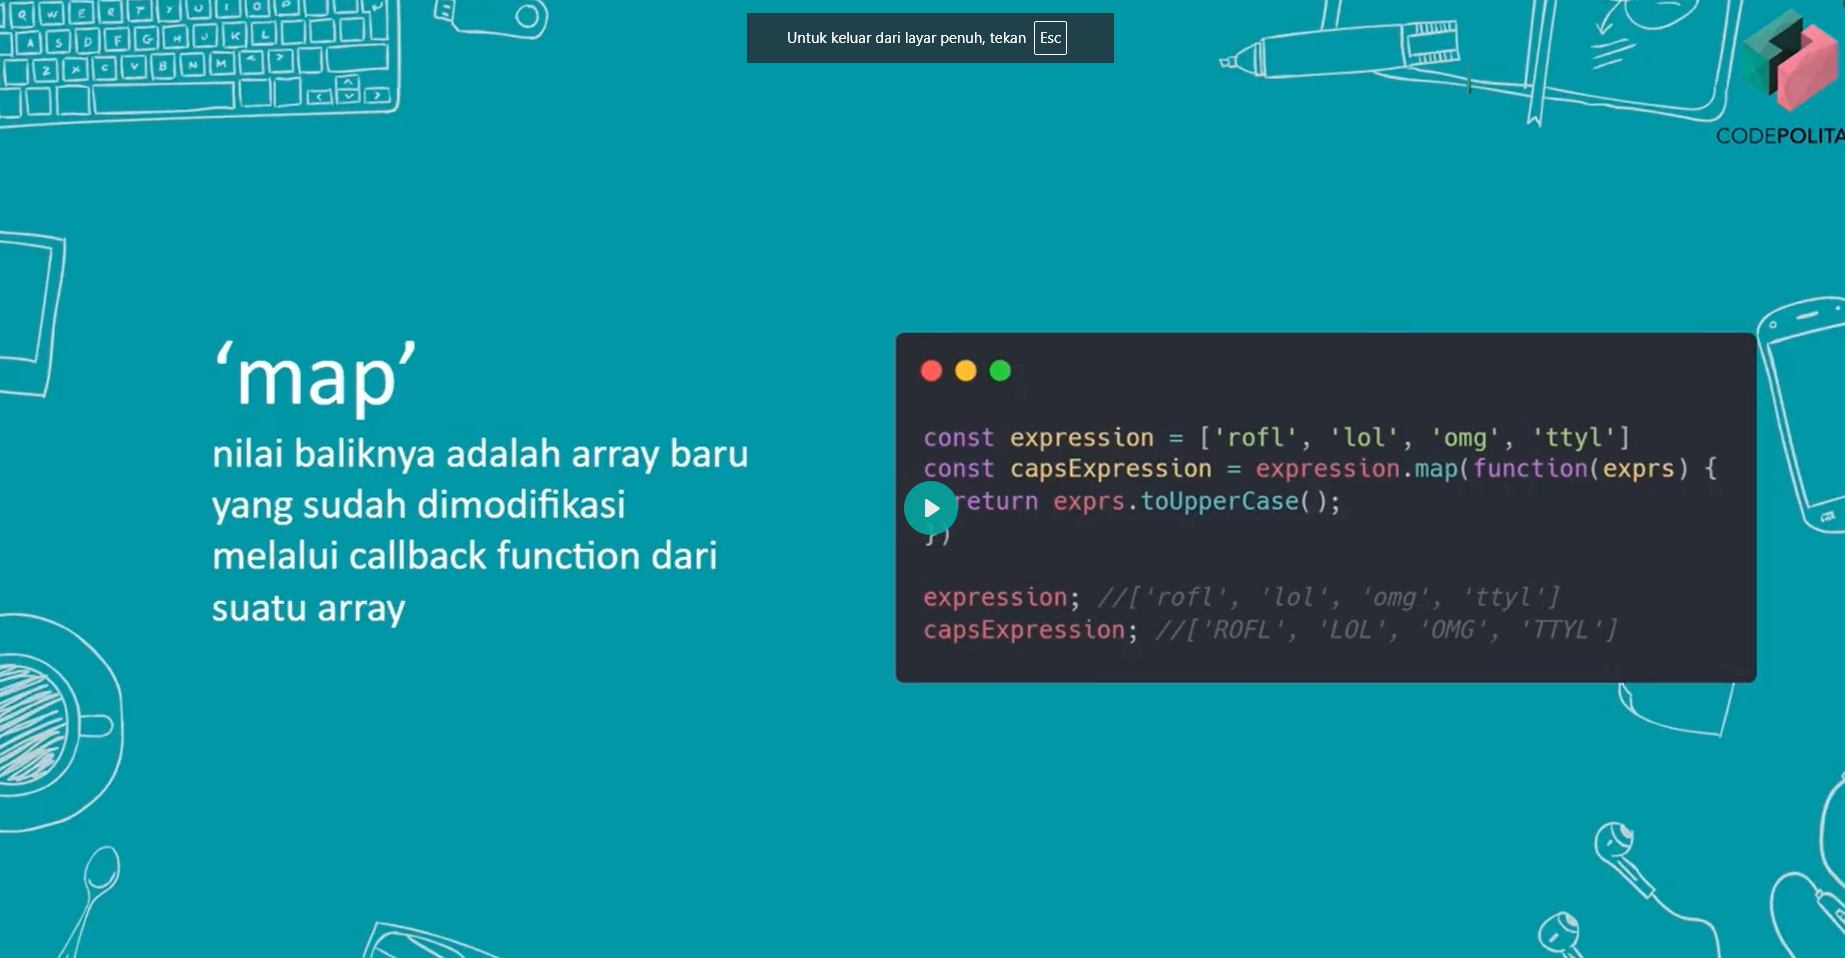 Untuk keluar dari layar penuh, tekan Esc
CODEPOLITA
‘map’
nilai baliknya adalah array baru
yang sudah dimodifikasi
melalui callback function dari
suatu array
const expression = ['rofl', 'lol', 'omg', 'ttyl']
const capsExpression = expression.map(function(exprs) {
return exprs.toUpperCase();
})
expression; //['rofl', 'lol', 'omg', 'ttyl']
capsExpression; //['ROFL', 'LOL', 'OMG', 'TTYL']